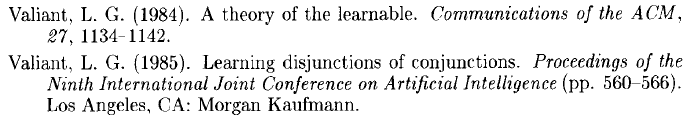 Valiant, L. G. (1984). A theory of the learnable. Communications of the ACM,
27, 1134-1142.
Valiant, L. G. (1985). Learning disjunctions of conjunctions. Proceedings of the
Ninth International Joint Conference on Artificial Intelligence (pp. 560–566).
Los Angeles, CA: Morgan Kaufmann.